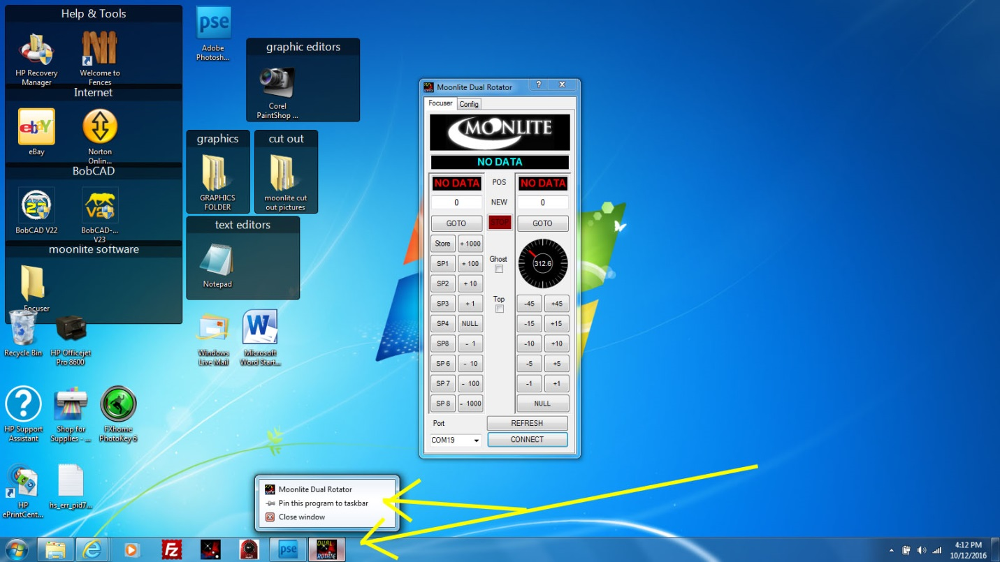 Help & Tools
HP Recovery
Manager
Welcome to
Fences
Internet
ebay
eBay
Norton
Onlin...
BobCAD
BobCAD V22
BobCAD-...
V23
moonlite software
Focuser
pse
Adobe
Photosh...
graphic editors
Corel
PaintShop ...
graphics
GRAPHICS
FOLDER
cut out
moonlite cut
out pictures
text editors
Notepad
Recycle Bin
HP Officejet
Pro 8600
Windows
Live Mail
W
Microsoft
Word Start...
?
HP Support
Assistant
Shop for
Supplies - ...
FXhome
PhotoKey 6
HP
ePrintCent...
hs_err_pid7...
Moonlite Dual Rotator
?
Focuser Config
MOONLITE
NO DATA
NO DATA POS NO DATA
0 NEW 0
GOTO STOP GOTO
Store + 1000
SP1 + 100 Ghost
312.6
SP2 + 10
SP3 + 1 Top -45 +45
SP4 NULL -15 +15
SP8 - 1 -10 +10
SP 6 - 10 -5 +5
SP 7 - 100 -1 +1
SP 8 - 1000 NULL
Port REFRESH
COM19 CONNECT
Moonlite Dual Rotator
Pin this program to taskbar
Close window
FZ
pse
DUAL
ROTATE
4:12 PM
10/12/2016